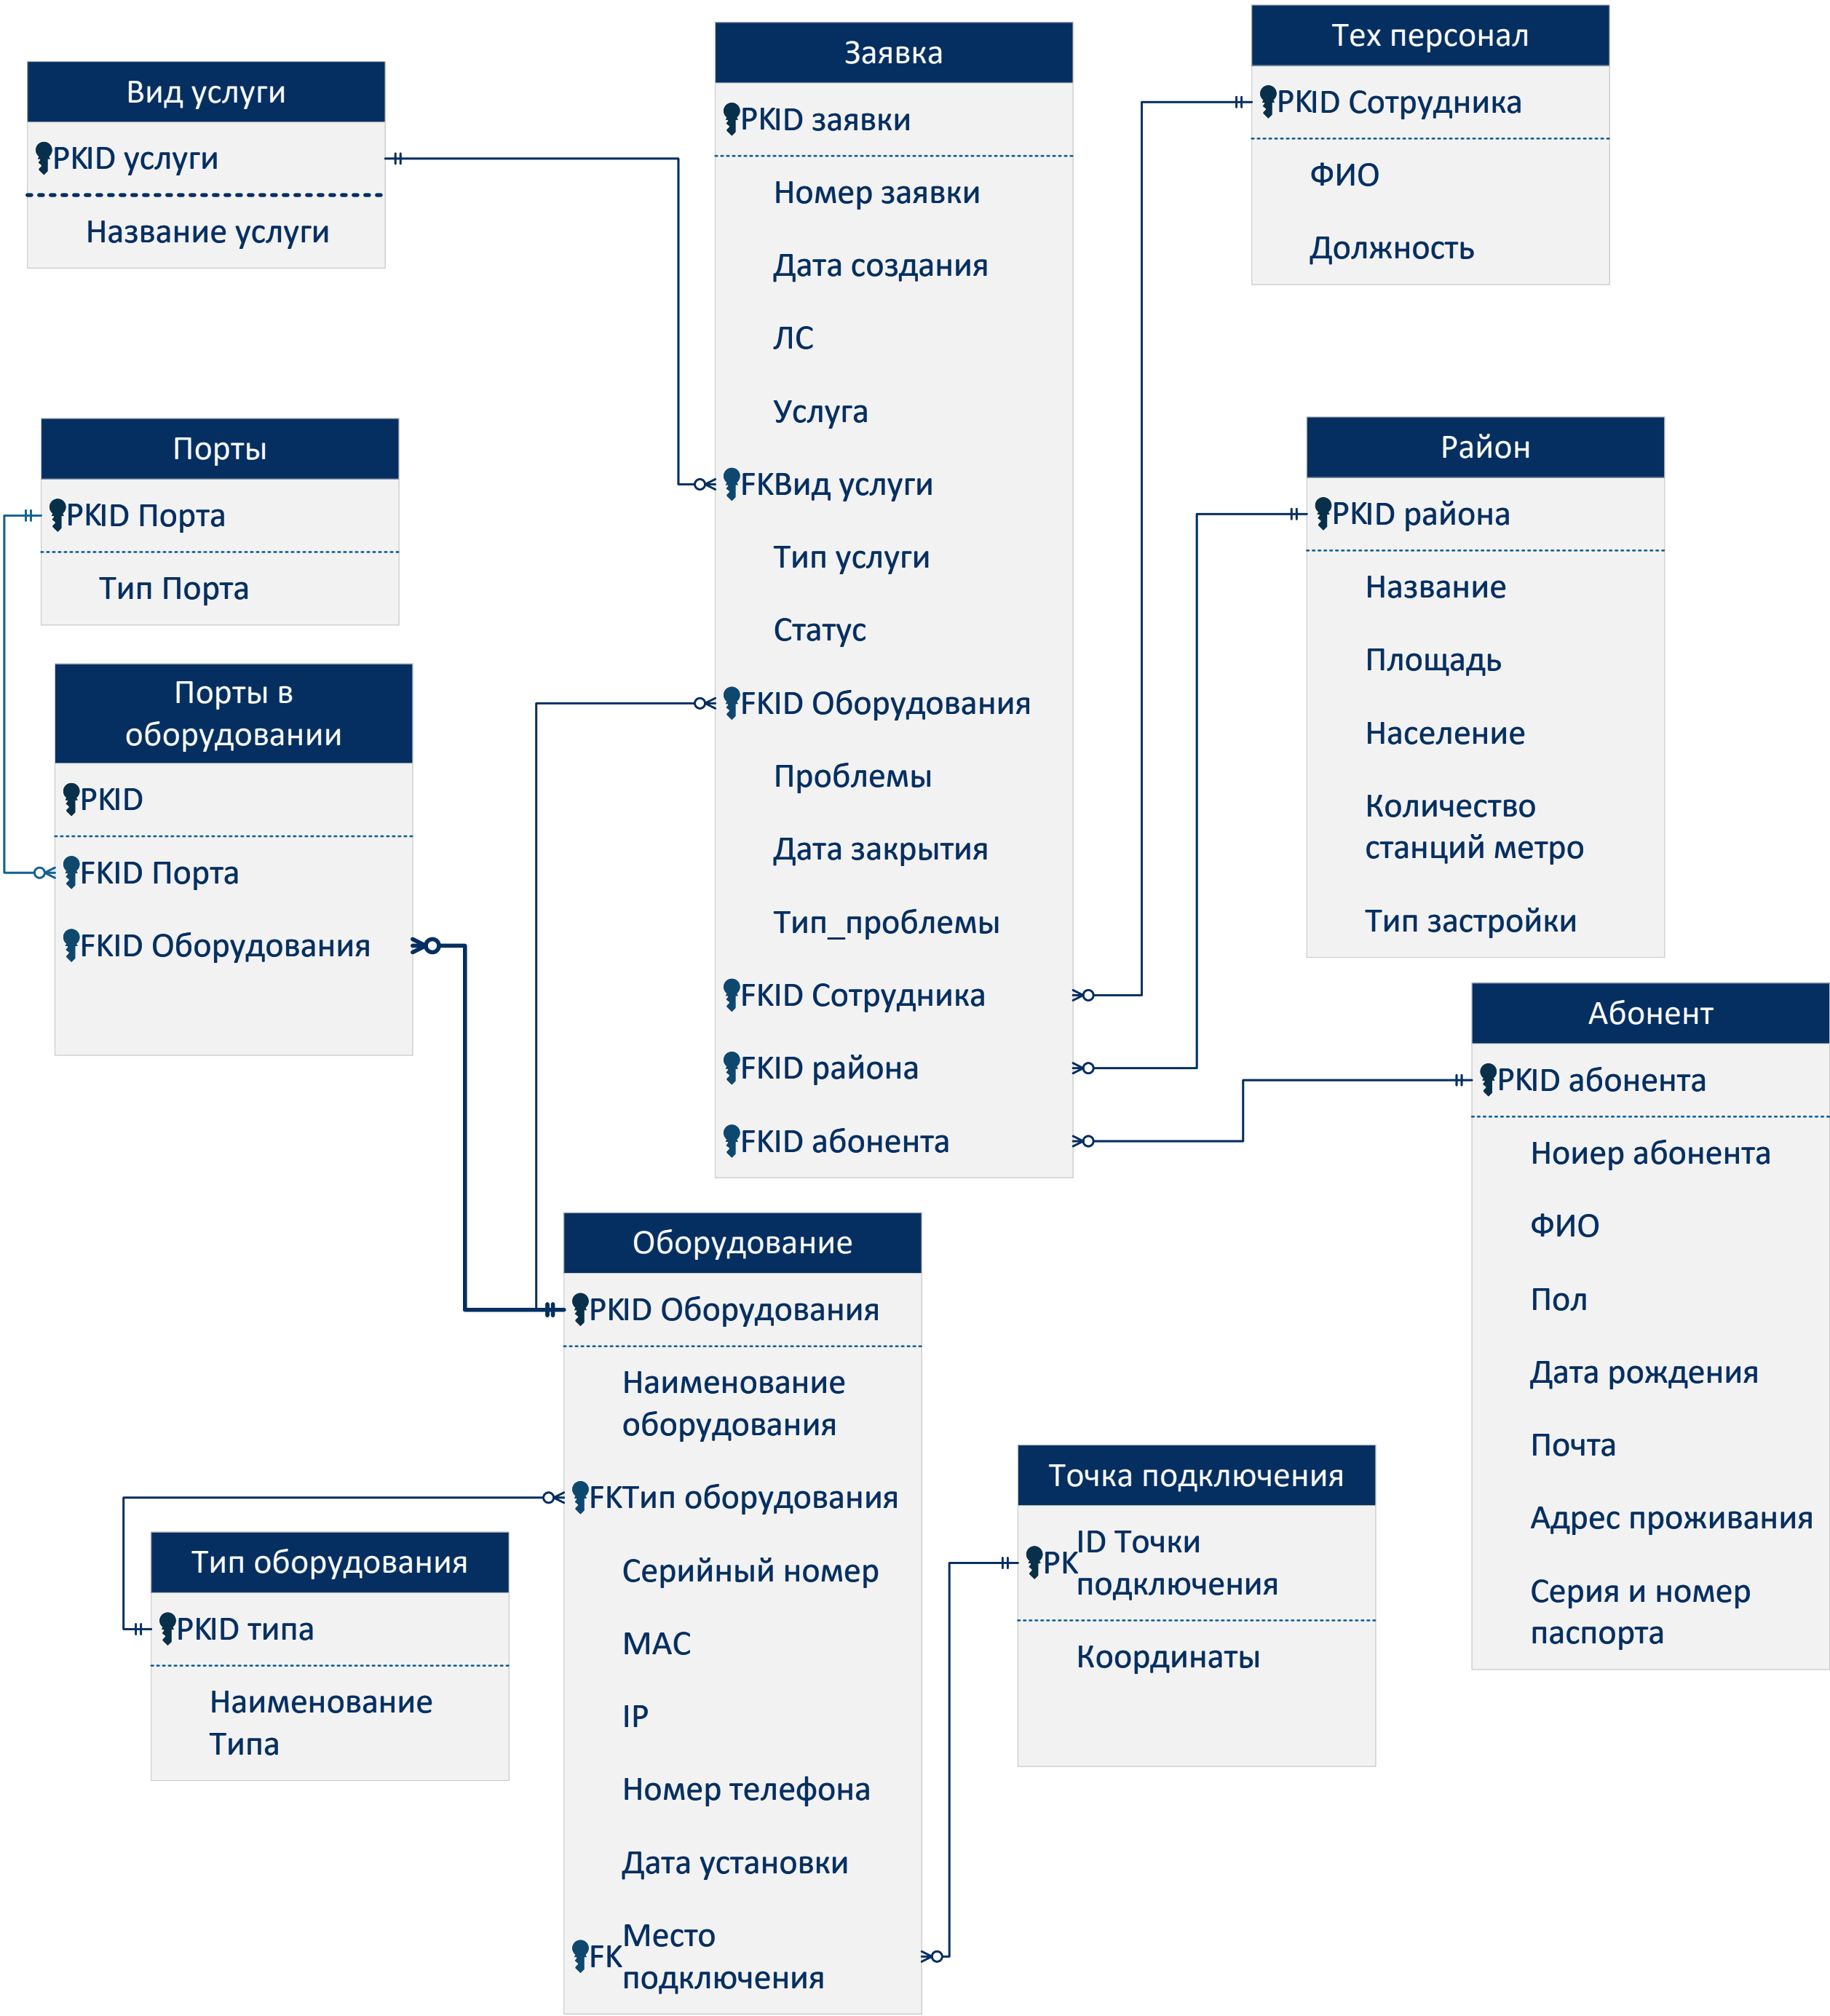 Вид услуги
PKID услуги
Название услуги
Заявка
PKID заявки
Номер заявки
Дата создания
ЛС
Услуга
FKВид услуги
Тип услуги
Статус
FKID Оборудования
Проблемы
Дата закрытия
Тип_проблемы
FKID Сотрудника
FKID района
FKID абонента
Тех персонал
PKID Сотрудника
ФИО
Должность
Порты
PKID Порта
Тип Порта
Порты в
оборудовании
PKID
FKID Порта
FKID Оборудования
Район
PKID района
Название
Площадь
Население
Количество
станций метро
Тип застройки
Абонент
PKID абонента
Ноиер абонента
ФИО
Пол
Дата рождения
Почта
Адрес проживания
Серия и номер
паспорта
Оборудование
PKID Оборудования
Наименование
оборудования
FKТип оборудования
Серийный номер
MAC
IP
Номер телефона
Дата установки
FK Место
подключения
Тип оборудования
PKID типа
Наименование
Типа
Точка подключения
PK ID Точки
подключения
Координаты